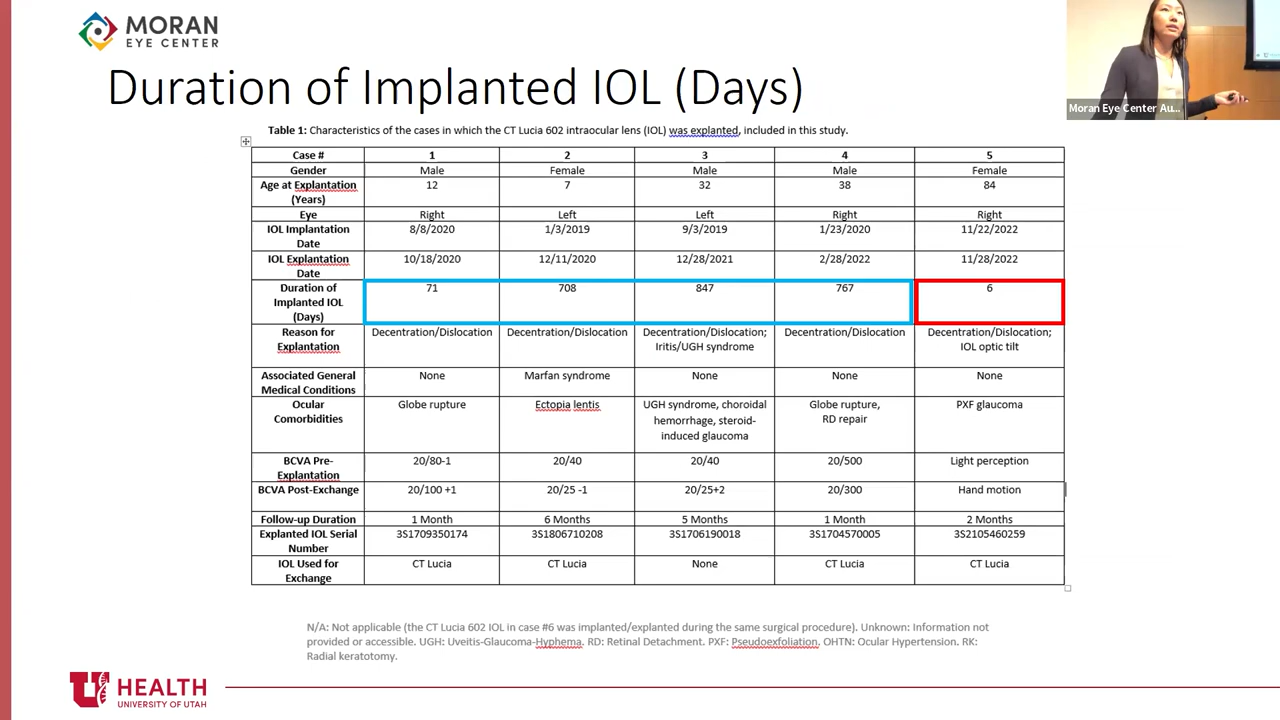 MORAN
EYE CENTER
Moran Eye Center Au...
Duration of Implanted IOL (Days)
Table 1: Characteristics of the cases in which the CT Lucia 602 intraocular lens (IOL) was explanted, included in this study.
Case # 1 2 3 4 5
Gender Male Female Male Male Female
Age at Explantation (Years) 12 7 32 38 84
Eye Right Left Left Right Right
IOL Implantation Date 8/8/2020 1/3/2019 9/3/2019 1/23/2020 11/22/2022
IOL Explantation Date 10/18/2020 12/11/2020 12/28/2021 2/28/2022 11/28/2022
Duration of Implanted IOL (Days) 71 708 847 767 6
Reason for Explantation Decentration/Dislocation Decentration/Dislocation Decentration/Dislocation; Iritis/UGH syndrome Decentration/Dislocation Decentration/Dislocation; IOL optic tilt
Associated General Medical Conditions None Marfan syndrome None None None
Ocular Comorbidities Globe rupture Ectopia lentis UGH syndrome, choroidal hemorrhage, steroid-induced glaucoma Globe rupture, RD repair PXF glaucoma
BCVA Pre-Explantation 20/80-1 20/40 20/40 20/500 Light perception
BCVA Post-Exchange 20/100 +1 20/25 -1 20/25+2 20/300 Hand motion
Follow-up Duration 1 Month 6 Months 5 Months 1 Month 2 Months
Explanted IOL Serial Number 3S1709350174 3S1806710208 3S1706190018 3S1704570005 3S2105460259
IOL Used for Exchange CT Lucia CT Lucia None CT Lucia CT Lucia
N/A: Not applicable (the CT Lucia 602 IOL in case #6 was implanted/explanted during the same surgical procedure). Unknown: Information not
provided or accessible. UGH: Uveitis-Glaucoma-Hyphema. RD: Retinal Detachment. PXF: Pseudoexfoliation. OHTN: Ocular Hypertension. RK:
Radial keratotomy.
U HEALTH
UNIVERSITY OF UTAH